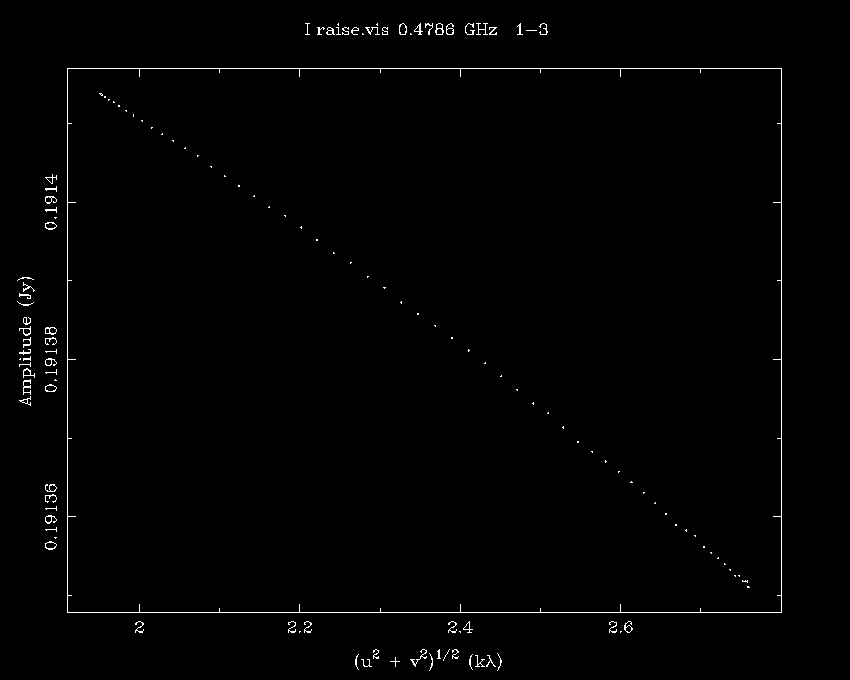 I raise.vis 0.4786 GHz 1−3
0.1914
0.19138
0.19136
Amplitude (Jy)
2 2.2 2.4 2.6
(u² + v²)¹/² (kλ)